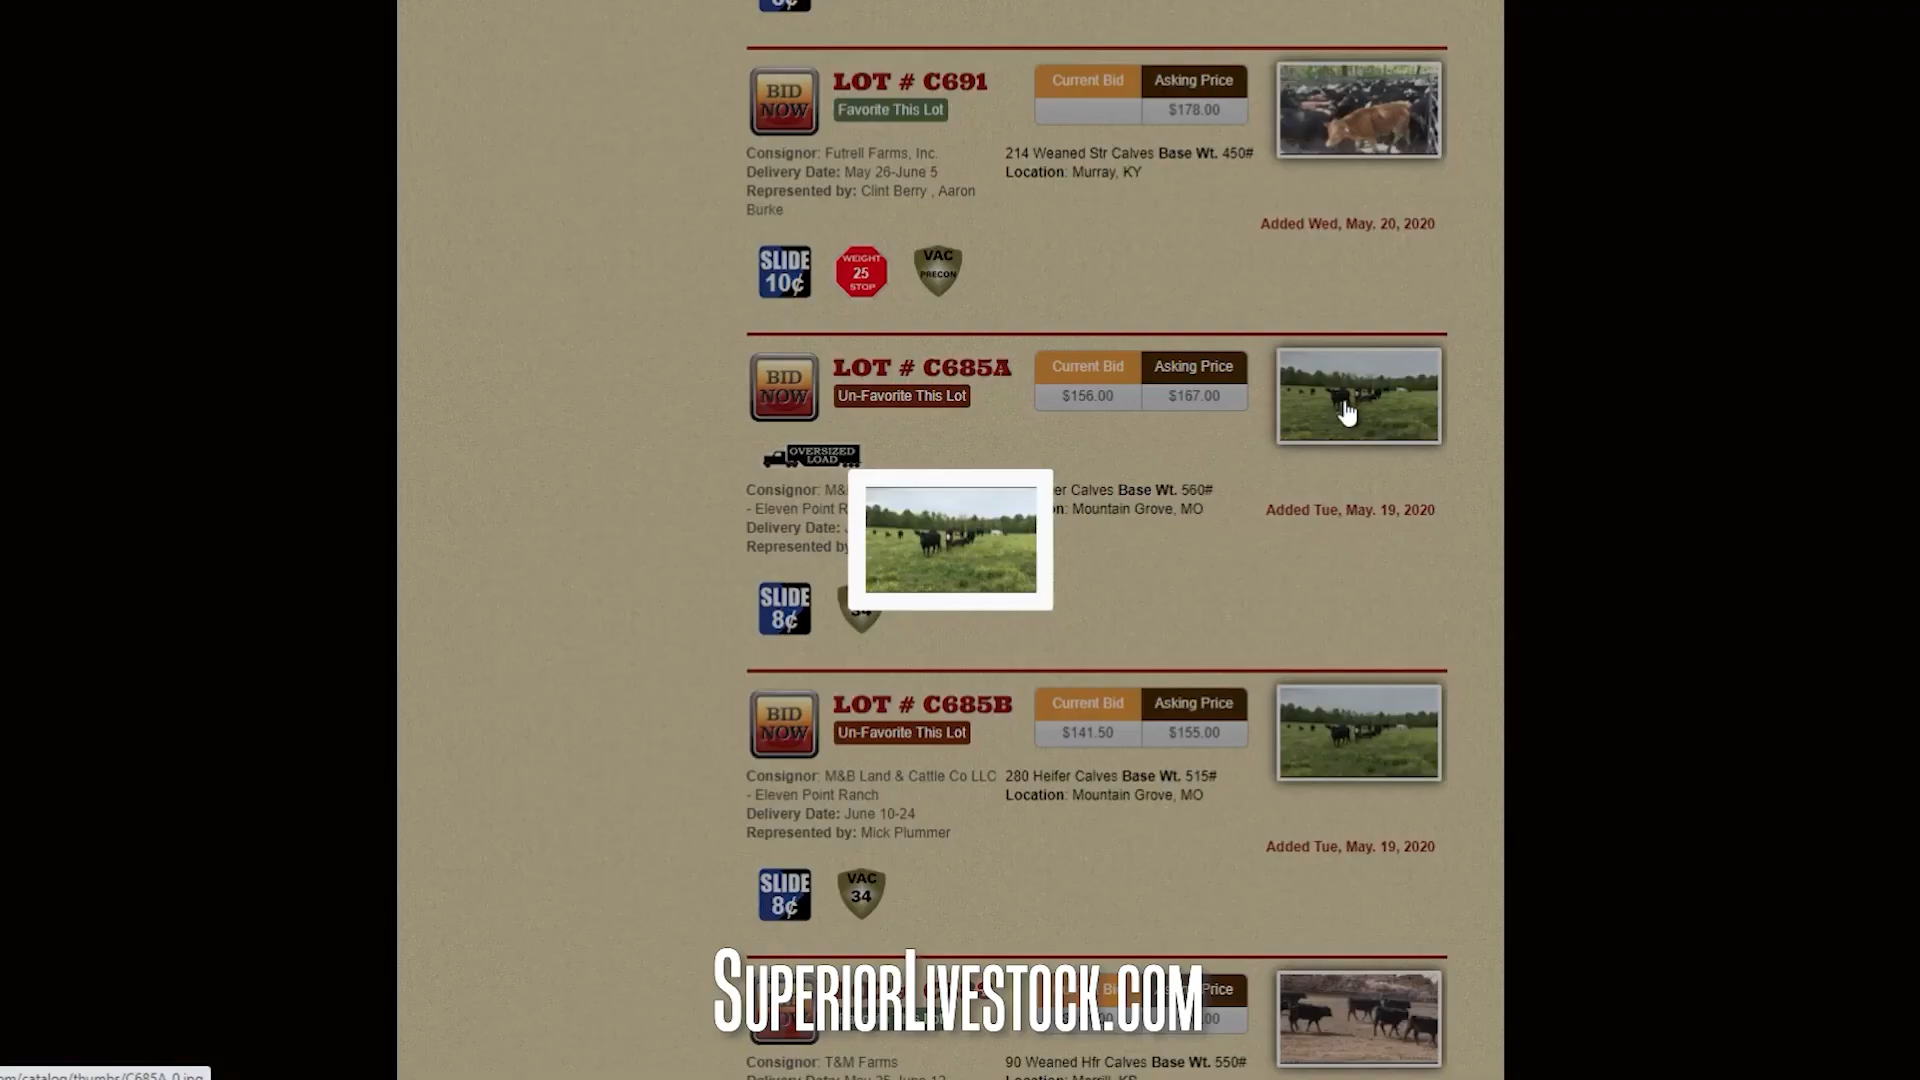 LOT # C691
BID
NOW
Favorite This Lot
Current Bid Asking Price
$178.00
Consignor: Futrell Farms, Inc.
Delivery Date: May 26-June 5
Represented by: Clint Berry , Aaron
Burke
214 Weaned Str Calves Base Wt. 450#
Location: Murray, KY
Added Wed, May. 20, 2020
SLIDE
10¢
WEIGHT
25
STOP
VAC
PRECON
LOT # C685A
BID
NOW
Un-Favorite This Lot
Current Bid Asking Price
$156.00 $167.00
OVERSIZED
LOAD
Consignor: M&
- Eleven Point R
Delivery Date:
Represented by
er Calves Base Wt. 560#
n: Mountain Grove, MO
Added Tue, May. 19, 2020
SLIDE
8¢
34
LOT # C685B
BID
NOW
Un-Favorite This Lot
Current Bid Asking Price
$141.50 $155.00
Consignor: M&B Land & Cattle Co LLC
- Eleven Point Ranch
Delivery Date: June 10-24
Represented by: Mick Plummer
280 Heifer Calves Base Wt. 515#
Location: Mountain Grove, MO
Added Tue, May. 19, 2020
SLIDE
8¢
VAC
34
SUPERIORLIVESTOCK.COM
Price
Consignor: T&M Farms
90 Weaned Hfr Calves Base Wt. 550#
om/catalog/thumbs/C685A_0.jpg